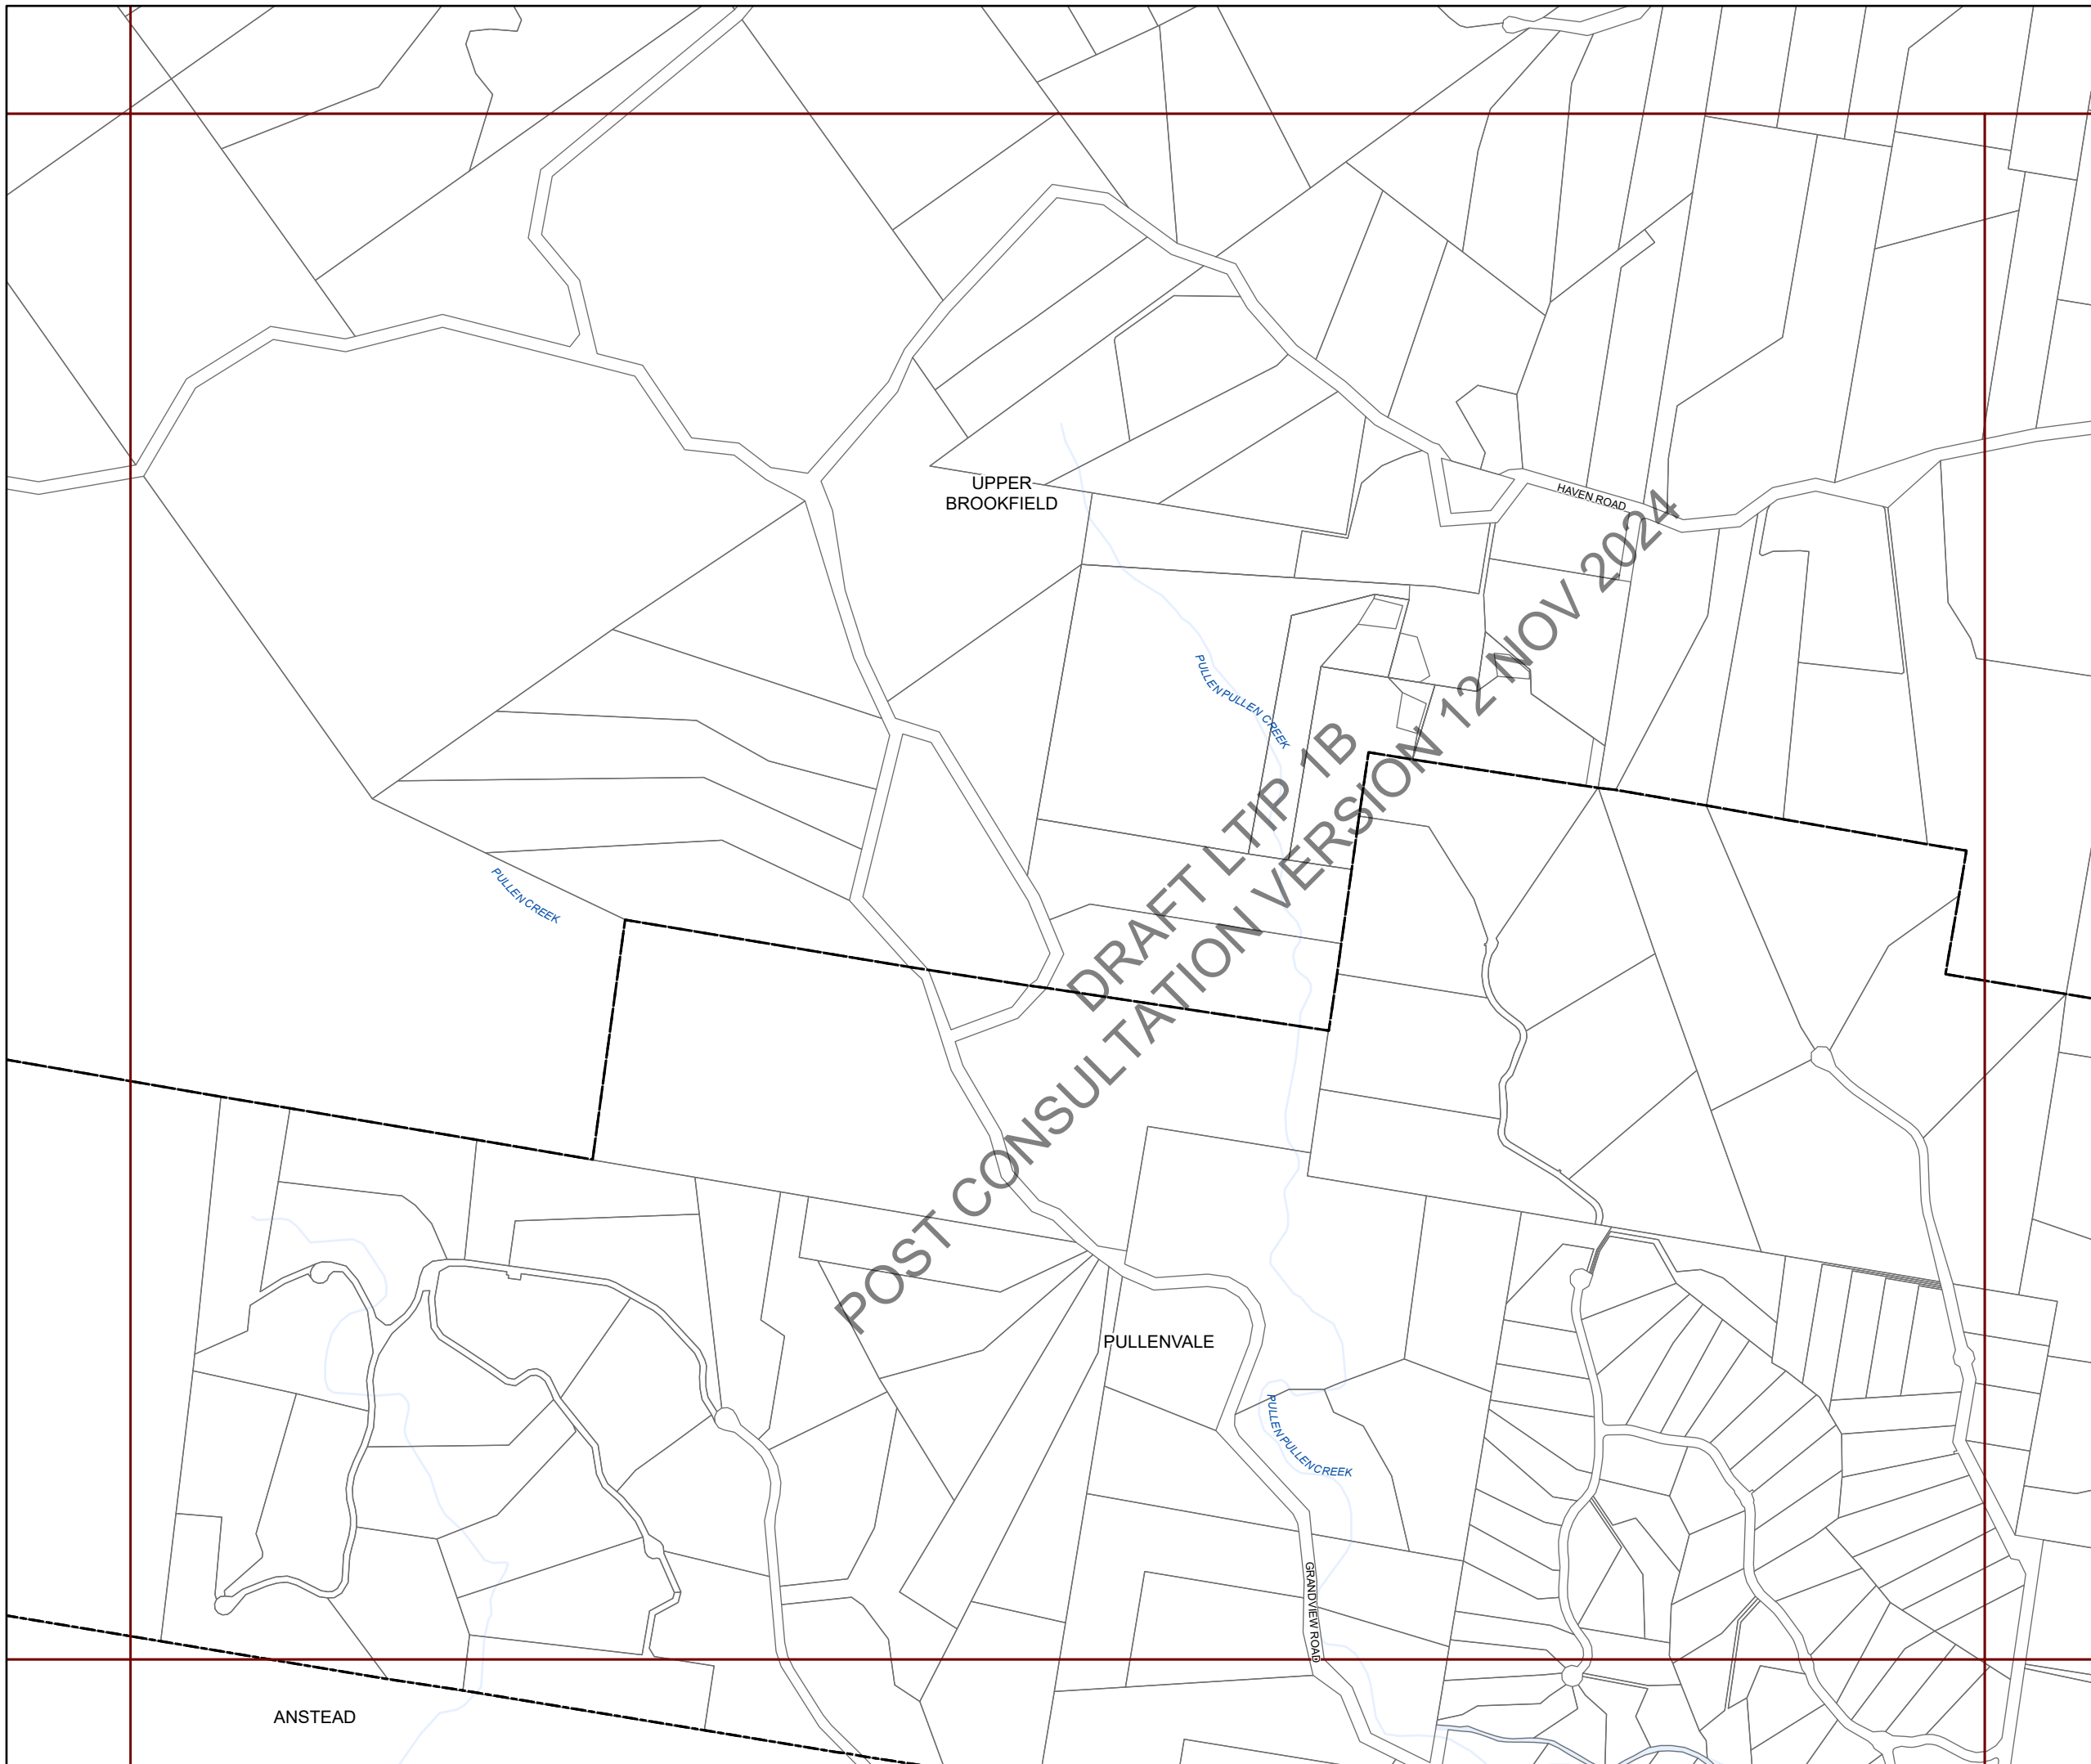 UPPER
BROOKFIELD
HAVEN ROAD
PULLEN PULLEN CREEK
PULLEN CREEK
DRAFT LTIP 1B
POST CONSULTATION VERSION 12 NOV 2024
PULLENVALE
PULLEN PULLEN CREEK
GRANDVIEW ROAD
ANSTEAD